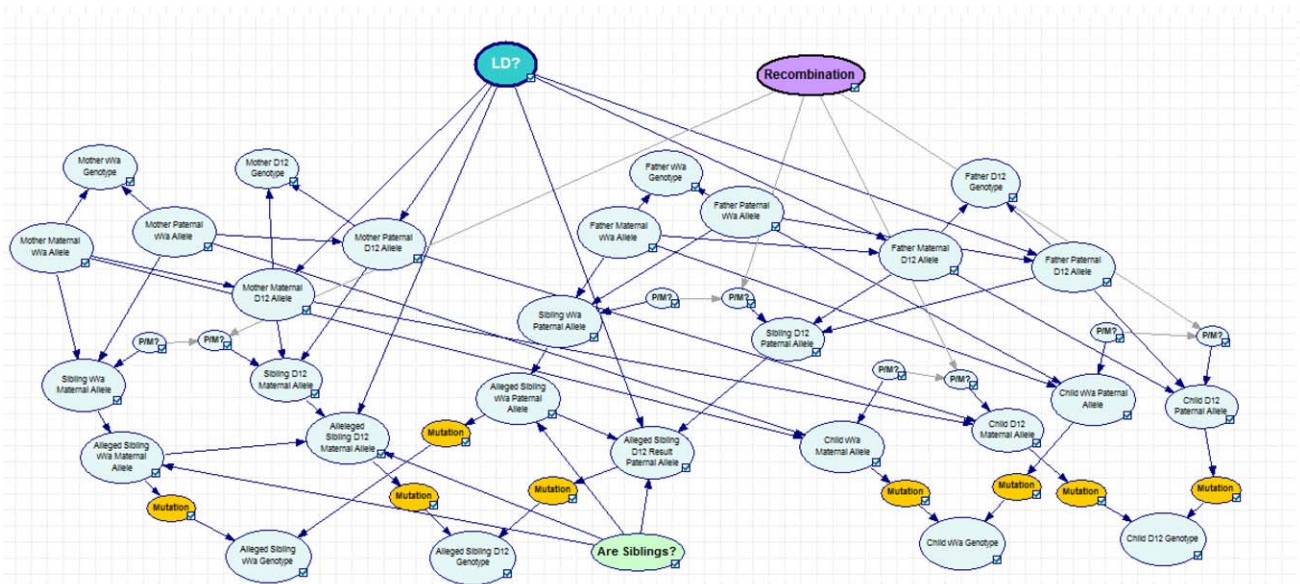 LD?
Recombination
Mother vWa
Genotype
Mother D12
Genotype
Father vWa
Genotype
Father D12
Genotype
Mother Maternal
vWa Allele
Mother Paternal
vWa Allele
Mother Paternal
D12 Allele
Father Maternal
vWa Allele
Father Paternal
vWa Allele
Father Maternal
D12 Allele
Father Paternal
D12 Allele
Mother Maternal
D12 Allele
P/M?
P/M?
Sibling vWa
Paternal Allele
P/M?
P/M?
Sibling D12
Paternal Allele
P/M?
P/M?
Sibling vWa
Maternal Allele
Sibling D12
Maternal Allele
Alleged Sibling
vWa Paternal
Allele
P/M?
P/M?
Child vWa Paternal
Allele
Child D12
Paternal Allele
Alleged Sibling
vWa Maternal
Allele
Alleleged
Sibling D12
Maternal Allele
Mutation
Alleged Sibling
D12 Result
Paternal Allele
Child vWa
Maternal Allele
Child D12
Maternal Allele
Mutation
Mutation
Mutation
Mutation
Mutation
Mutation
Mutation
Alleged Sibling
vWa Genotype
Alleged Sibling D12
Genotype
Are Siblings?
Child vWa Genotype
Child D12 Genotype